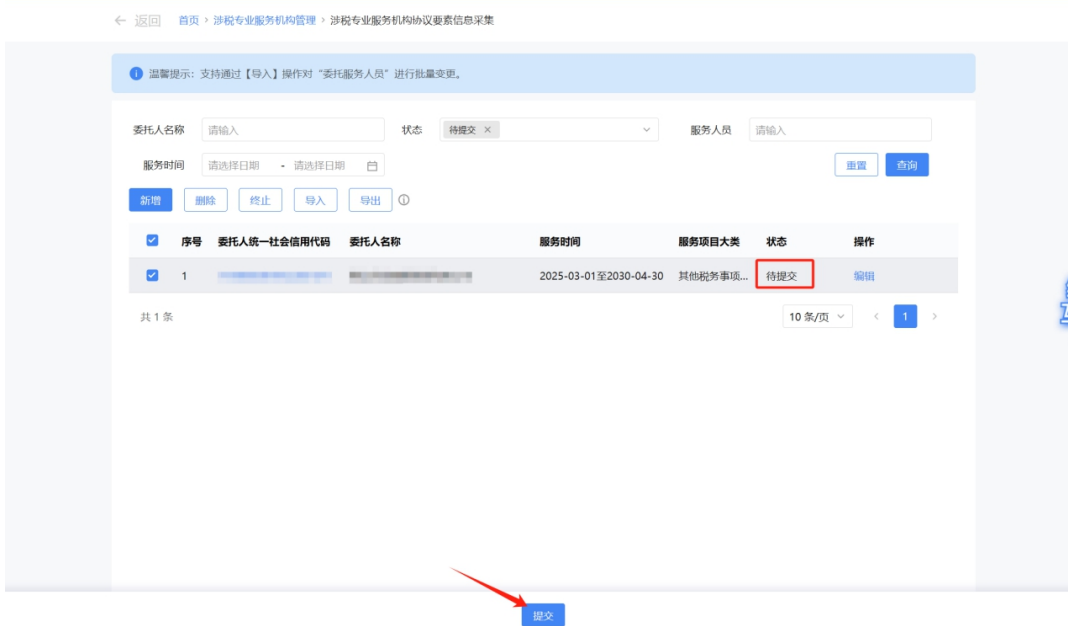 返回 首页 > 涉税专业服务机构管理 > 涉税专业服务机构协议要素信息采集
温馨提示：支持通过【导入】操作对“委托服务人员”进行批量变更。
委托人名称 请输入 状态 待提交 × 服务人员 请输入
服务时间 请选择日期 - 请选择日期 重置 查询
新增 删除 终止 导入 导出
序号 委托人统一社会信用代码 委托人名称 服务时间 服务项目大类 状态 操作
1 2025-03-01至2030-04-30 其他税务事项... 待提交 编辑
共 1 条 10 条/页 < 1 >
提交